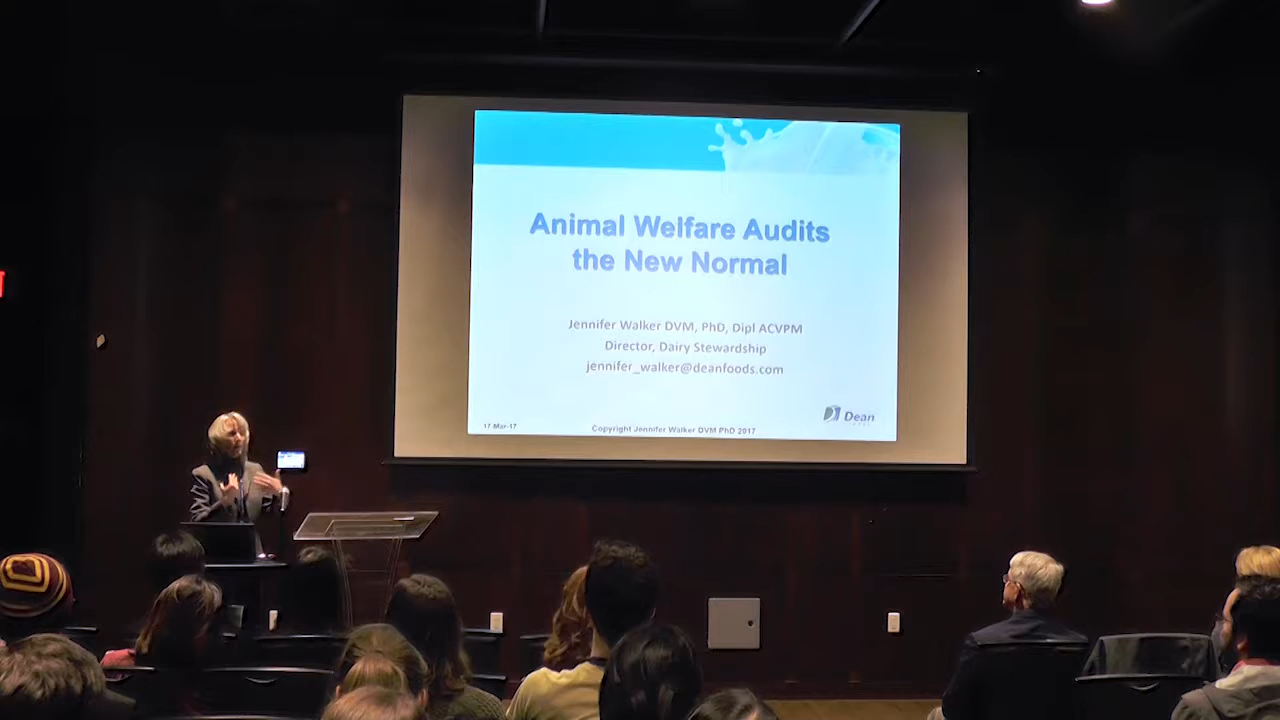 Animal Welfare Audits
the New Normal
Jennifer Walker DVM, PhD, Dipl ACVPM
Director, Dairy Stewardship
jennifer_walker@deanfoods.com
Dean
17-Mar-17
Copyright Jennifer Walker DVM PhD 2017